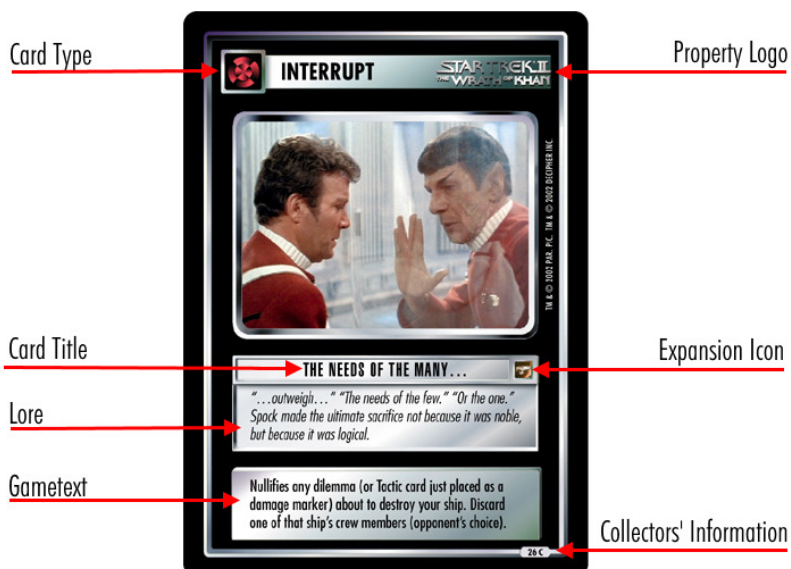 Card Type
INTERRUPT
STAR TREK II
THE WRATH OF KHAN
Property Logo
TM & © 2002 PAR. PIC. TM & © 2002 DECIPHER INC.
Card Title
THE NEEDS OF THE MANY...
Expansion Icon
Lore
"...outweigh..." "The needs of the few." "Or the one."
Spock made the ultimate sacrifice not because it was noble,
but because it was logical.
Gametext
Nullifies any dilemma (or Tactic card just placed as a
damage marker) about to destroy your ship. Discard
one of that ship's crew members (opponent's choice).
Collectors' Information
26 C